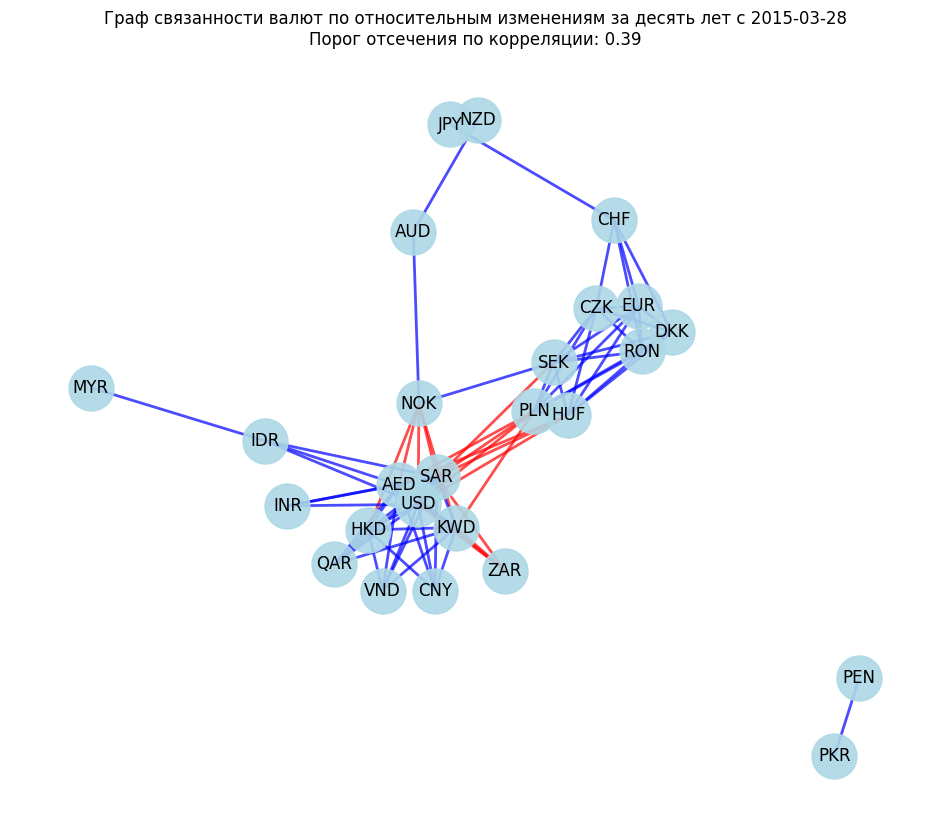 Граф связанности валют по относительным изменениям за десять лет с 2015-03-28
Порог отсечения по корреляции: 0.39
JPY
NZD
AUD
CHF
CZK
EUR
DKK
RON
SEK
MYR
NOK
PLN
HUF
IDR
SAR
AED
USD
INR
HKD
KWD
QAR
ZAR
VND
CNY
PEN
PKR